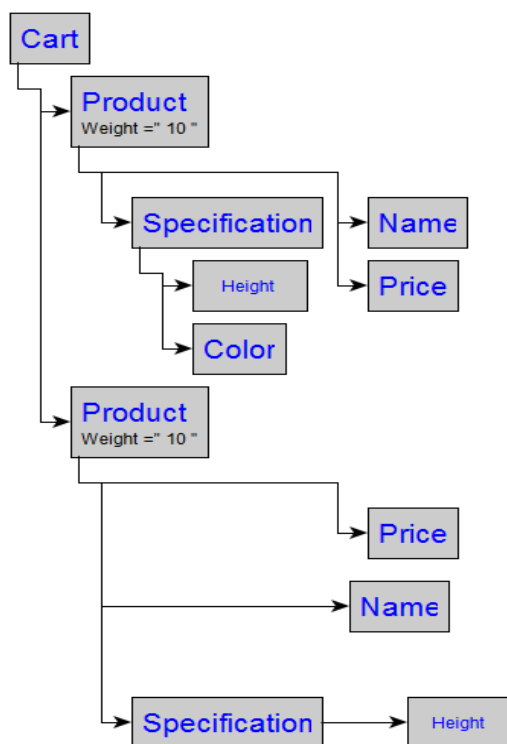 Cart
Product
Weight =" 10 "
Specification
Name
Height
Price
Color
Product
Weight =" 10 "
Price
Name
Specification
Height